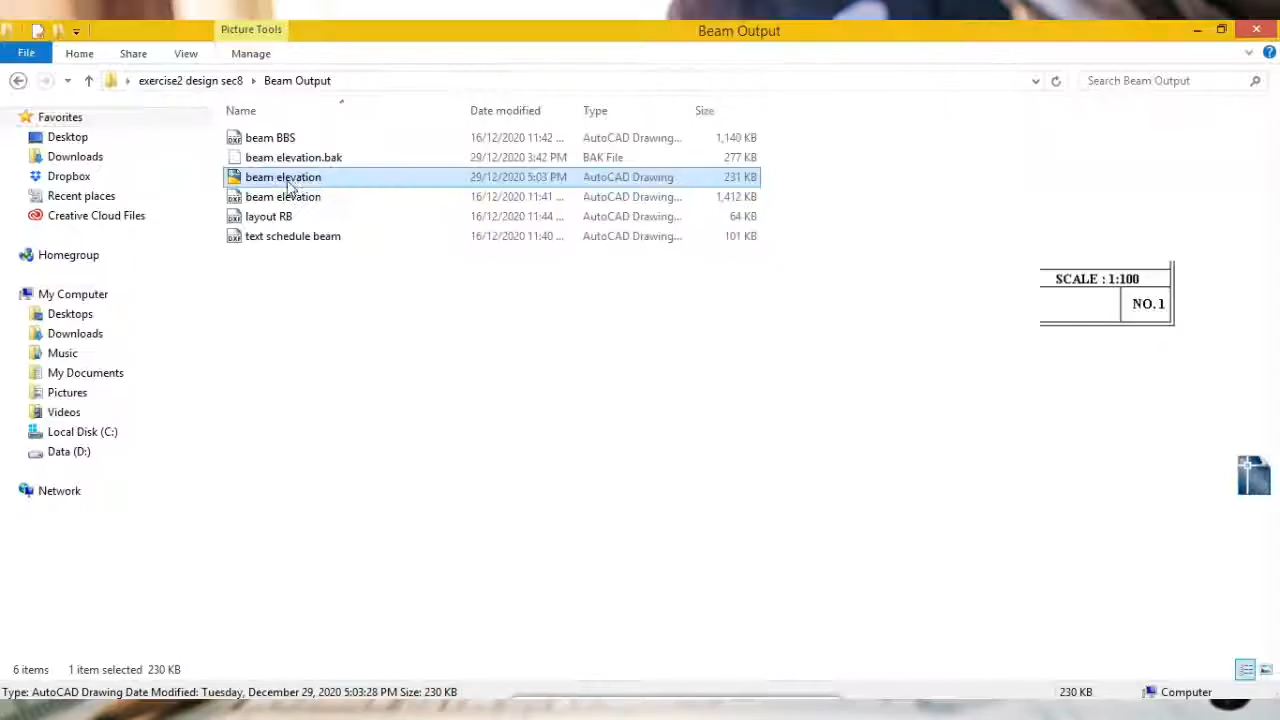 Picture Tools
Beam Output
File
Home
Share
View
Manage
exercise2 design sec8
Beam Output
Search Beam Output
Name
Date modified
Type
Size
Favorites
Desktop
Downloads
Dropbox
Recent places
Creative Cloud Files
Homegroup
My Computer
Desktops
Downloads
Music
My Documents
Pictures
Videos
Local Disk (C:)
Data (D:)
Network
beam BBS 16/12/2020 11:42 ... AutoCAD Drawing... 1,140 KB
beam elevation.bak 29/12/2020 3:42 PM BAK File 277 KB
beam elevation 29/12/2020 5:03 PM AutoCAD Drawing 231 KB
beam elevation 16/12/2020 11:41 ... AutoCAD Drawing... 1,412 KB
layout RB 16/12/2020 11:44 ... AutoCAD Drawing... 64 KB
text schedule beam 16/12/2020 11:40 ... AutoCAD Drawing... 101 KB
SCALE : 1:100
NO. 1
6 items 1 item selected 230 KB
Type: AutoCAD Drawing Date Modified: Tuesday, December 29, 2020 5:03:28 PM Size: 230 KB
230 KB
Computer